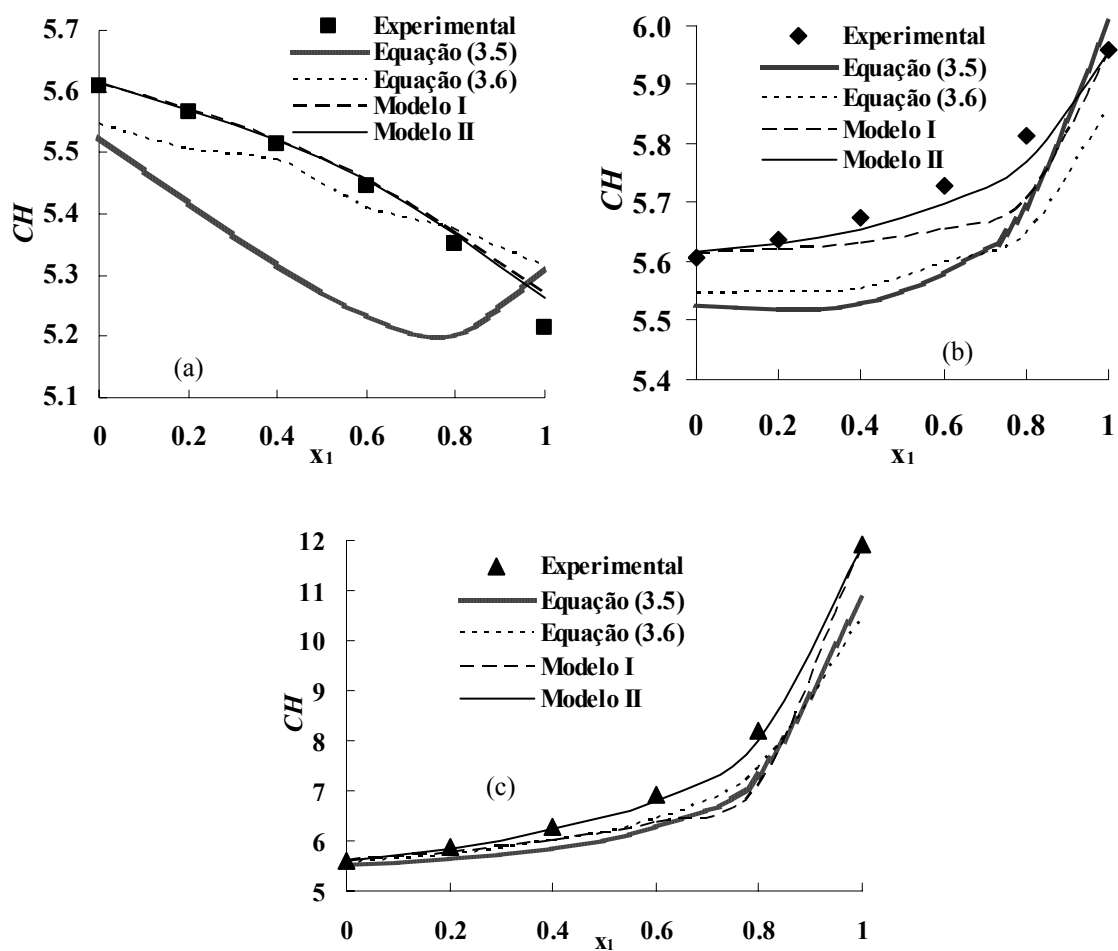 5.7
5.6
5.5
5.4
5.3
5.2
5.1
CH
Experimental
Equação (3.5)
Equação (3.6)
Modelo I
Modelo II
(a)
0 0.2 0.4 0.6 0.8 1
x1
6.0
5.9
5.8
5.7
5.6
5.5
5.4
CH
Experimental
Equação (3.5)
Equação (3.6)
Modelo I
Modelo II
(b)
0 0.2 0.4 0.6 0.8 1
x1
12
11
10
9
8
7
6
5
CH
Experimental
Equação (3.5)
Equação (3.6)
Modelo I
Modelo II
(c)
0 0.2 0.4 0.6 0.8 1
x1